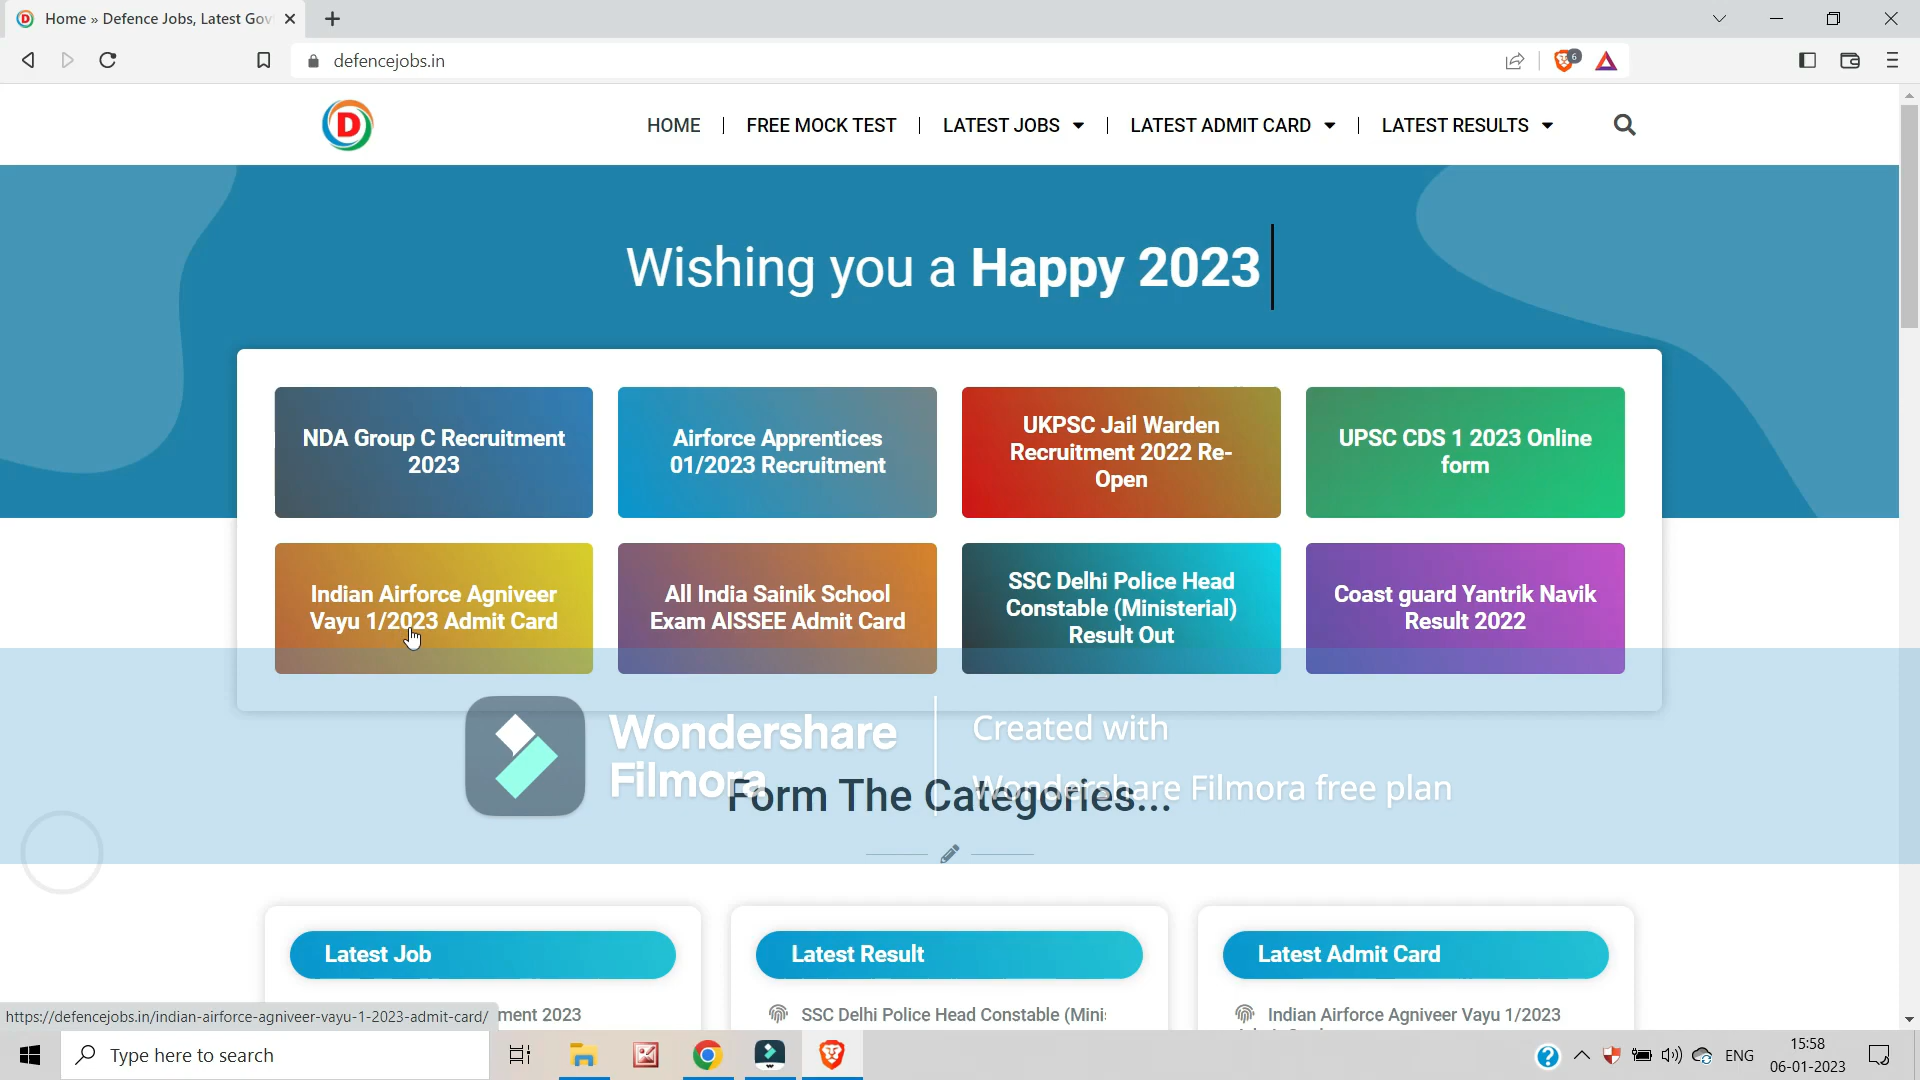 Home » Defence Jobs, Latest Gov
defencejobs.in
6
D
HOME
FREE MOCK TEST
LATEST JOBS
LATEST ADMIT CARD
LATEST RESULTS
Wishing you a Happy 2023
NDA Group C Recruitment
2023
Airforce Apprentices
01/2023 Recruitment
UKPSC Jail Warden
Recruitment 2022 Re-
Open
UPSC CDS 1 2023 Online
form
Indian Airforce Agniveer
Vayu 1/2023 Admit Card
All India Sainik School
Exam AISSEE Admit Card
SSC Delhi Police Head
Constable (Ministerial)
Result Out
Coast guard Yantrik Navik
Result 2022
Wondershare
Filmora
Created with
Wondershare Filmora free plan
Form The Categories...
Latest Job
Latest Result
Latest Admit Card
https://defencejobs.in/indian-airforce-agniveer-vayu-1-2023-admit-card/
ment 2023
SSC Delhi Police Head Constable (Mini
Indian Airforce Agniveer Vayu 1/2023
Type here to search
ENG
15:58
06-01-2023